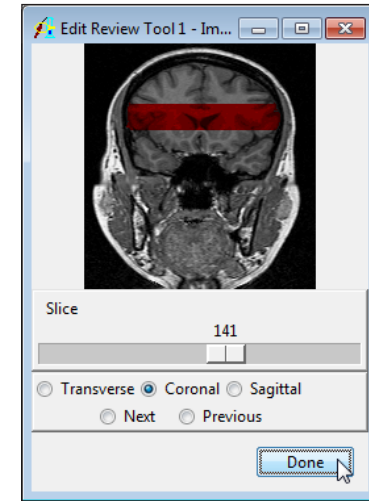 Edit Review Tool 1 - Im...
Slice
141
Transverse Coronal Sagittal
Next Previous
Done